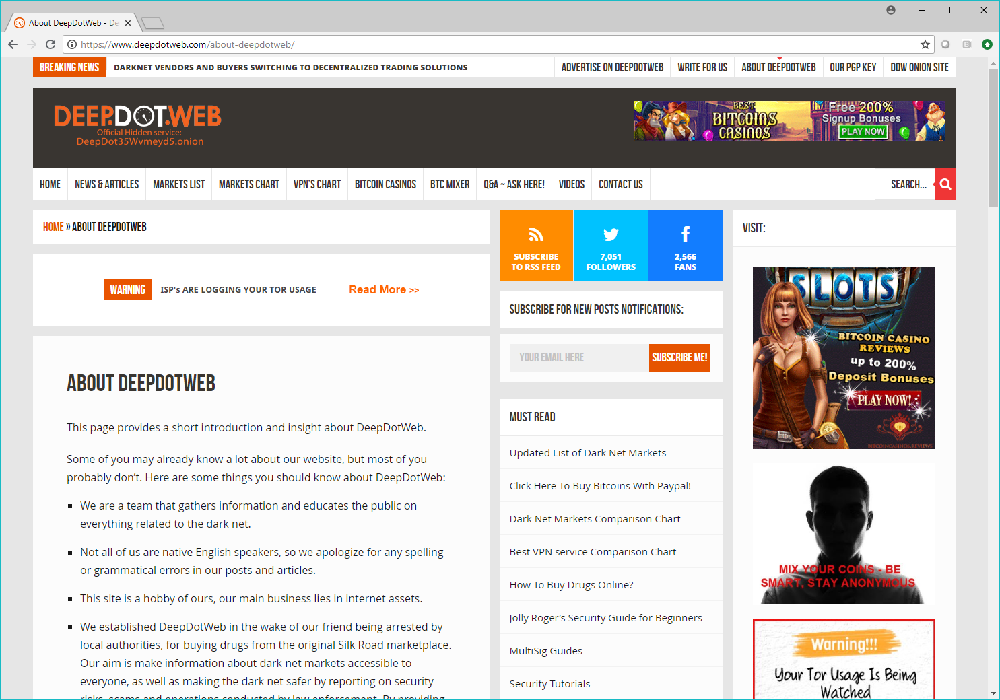 About DeepDotWeb - De
https://www.deepdotweb.com/about-deepdotweb/
BREAKING NEWS
DARKNET VENDORS AND BUYERS SWITCHING TO DECENTRALIZED TRADING SOLUTIONS
ADVERTISE ON DEEPDOTWEB
WRITE FOR US
ABOUT DEEPDOTWEB
OUR PGP KEY
DDW ONION SITE
DEEP.DOT.WEB
Official Hidden service:
DeepDot35Wvmeyd5.onion
BEST
BITCOINS
CASINOS
Free 200%
Signup Bonuses
PLAY NOW
HOME
NEWS & ARTICLES
MARKETS LIST
MARKETS CHART
VPN'S CHART
BITCOIN CASINOS
BTC MIXER
Q&A ~ ASK HERE!
VIDEOS
CONTACT US
SEARCH...
HOME » ABOUT DEEPDOTWEB
WARNING
ISP's ARE LOGGING YOUR TOR USAGE
Read More >>
ABOUT DEEPDOTWEB
This page provides a short introduction and insight about DeepDotWeb.
Some of you may already know a lot about our website, but most of you
probably don’t. Here are some things you should know about DeepDotWeb:
We are a team that gathers information and educates the public on
everything related to the dark net.
Not all of us are native English speakers, so we apologize for any spelling
or grammatical errors in our posts and articles.
This site is a hobby of ours, our main business lies in internet assets.
We established DeepDotWeb in the wake of our friend being arrested by
local authorities, for buying drugs from the original Silk Road marketplace.
Our aim is make information about dark net markets accessible to
everyone, as well as making the dark net safer by reporting on security
risks, scams and operations conducted by law enforcement. By providing
SUBSCRIBE
TO RSS FEED
7,051
FOLLOWERS
2,566
FANS
SUBSCRIBE FOR NEW POSTS NOTIFICATIONS:
YOUR EMAIL HERE
SUBSCRIBE ME!
MUST READ
Updated List of Dark Net Markets
Click Here To Buy Bitcoins With Paypal!
Dark Net Markets Comparison Chart
Best VPN service Comparison Chart
How To Buy Drugs Online?
Jolly Roger’s Security Guide for Beginners
MultiSig Guides
Security Tutorials
VISIT:
SLOTS
BITCOIN CASINO
REVIEWS
up to 200%
Deposit Bonuses
PLAY NOW!
BITCOINCASINOS.REVIEWS
MIX YOUR COINS - BE
SMART, STAY ANONYMOUS
Warning!!!
Your Tor Usage Is Being
Watched